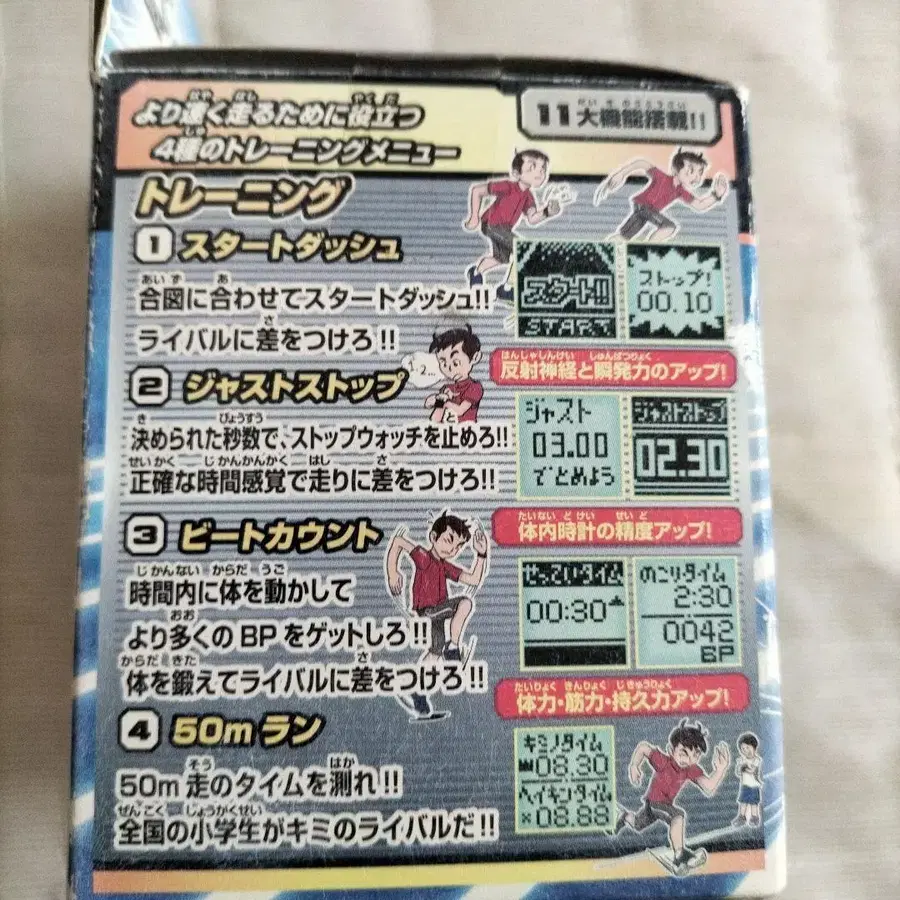 より速く走るために役立つ
4種のトレーニングメニュー
11大機能搭載!!
トレーニング
1 スタートダッシュ
合図に合わせてスタートダッシュ!!
ライバルに差をつけろ!!
スタート!!
START
ストップ!
00.10
反射神経と瞬発力のアップ!
2 ジャストストップ
決められた秒数で、ストップウォッチを止めろ!!
正確な時間感覚で走りに差をつけろ!!
ジャスト
03.00
でとめよう
ジャストストップ
02.30
体内時計の精度アップ!
3 ビートカウント
時間内に体を動かして
より多くのBPをゲットしろ!!
体を鍛えてライバルに差をつけろ!!
00:30
のこりタイム
2:30
0042
BP
体力・筋力・持久力アップ!
4 50mラン
50m走のタイムを測れ!!
全国の小学生がキミのライバルだ!!
キミノタイム
08.30
ヘイキンタイム
08.88